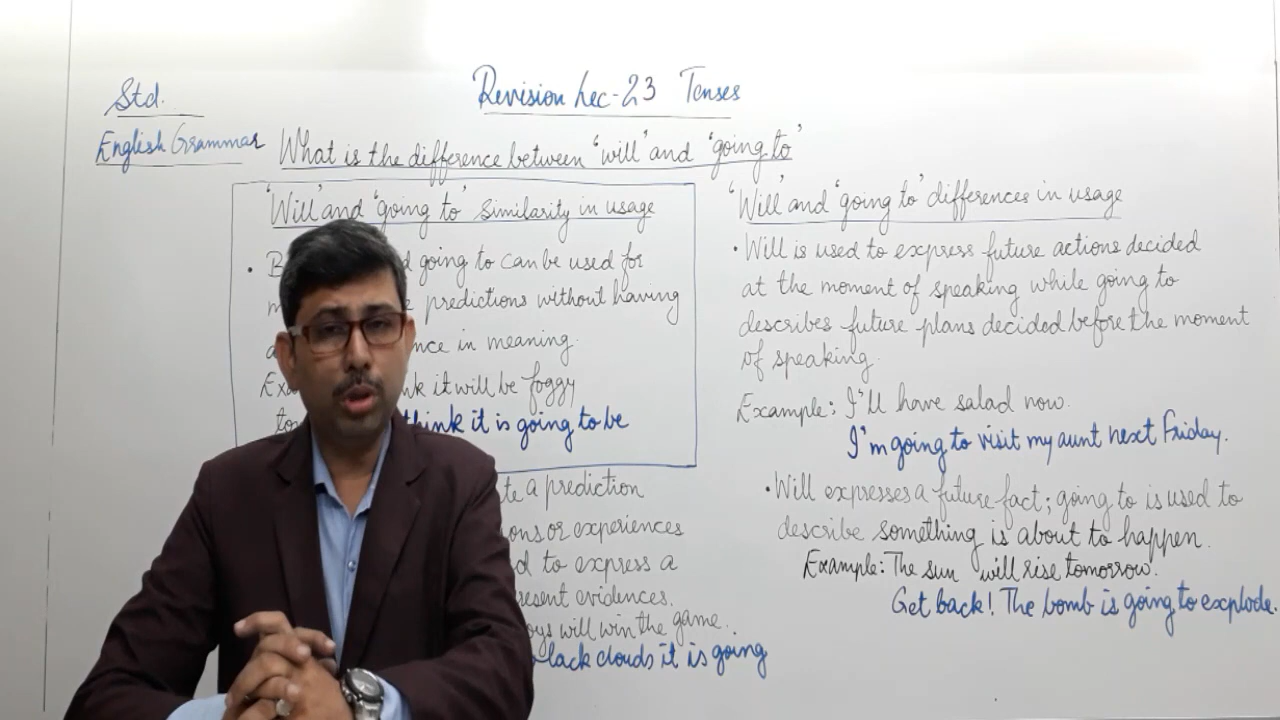 Std.
Revision Lec-23 Tenses
English Grammar
What is the difference between "will" and 'going to'
'Will' and 'going to' similarity in usage
going to can be used for
predictions without having
in meaning.
it will be foggy
think it is going to be
a prediction
or experiences
to express a
present evidences.
will win the game.
black clouds it is going
'Will' and 'going to' differences in usage
• Will is used to express future actions decided
at the moment of speaking while going to
describes future plans decided before the moment
of speaking.
Example: I'll have salad now.
I'm going to visit my aunt next Friday.
• Will expresses a future fact; going to is used to
describe something is about to happen.
Example: The sun will rise tomorrow.
Get back! The bomb is going to explode.